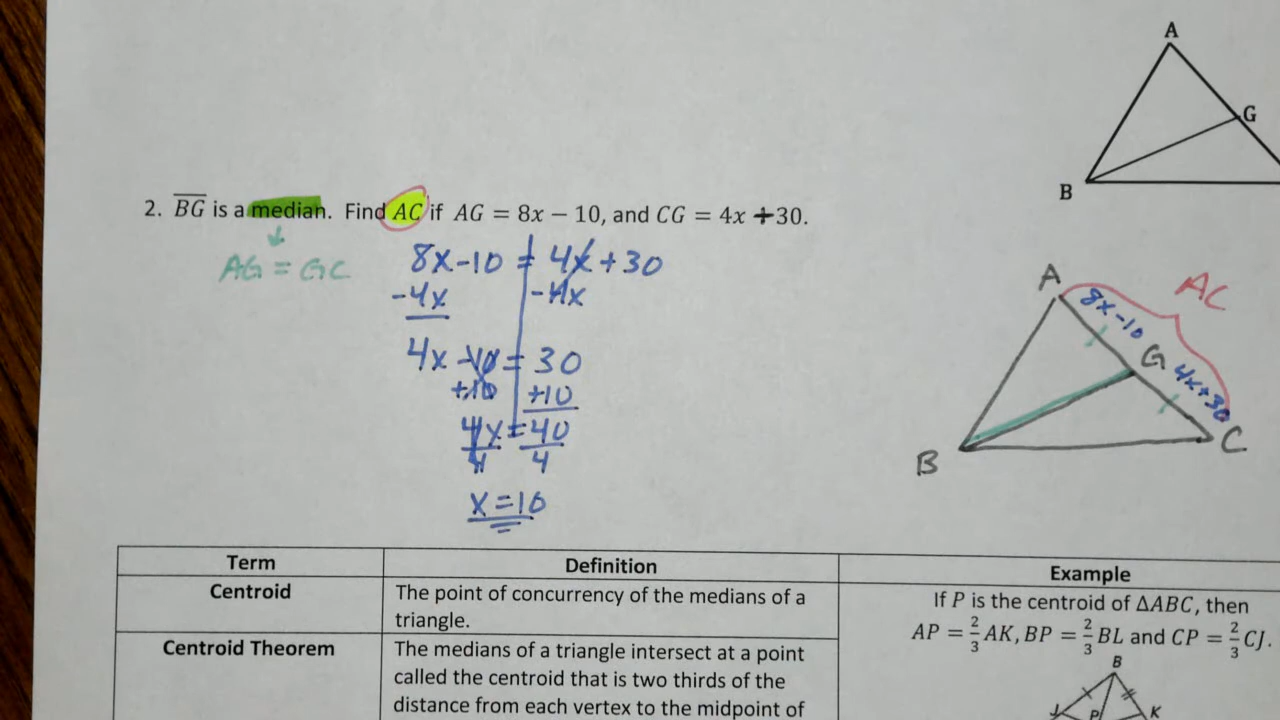 A
G
B
2. BG is a median. Find AC if AG = 8x − 10, and CG = 4x + 30.
AG = GC
8x-10 = 4x+30
-4x -4x
4x -10 = 30
+10 +10
4x = 40
4 4
x = 10
A
AC
8x-10
G
4x+30
B
C
Term Definition Example
Centroid
The point of concurrency of the medians of a
triangle.
Centroid Theorem
The medians of a triangle intersect at a point
called the centroid that is two thirds of the
distance from each vertex to the midpoint of
If P is the centroid of ΔABC, then
AP = 2/3 AK, BP = 2/3 BL and CP = 2/3 CJ.
B
J P K